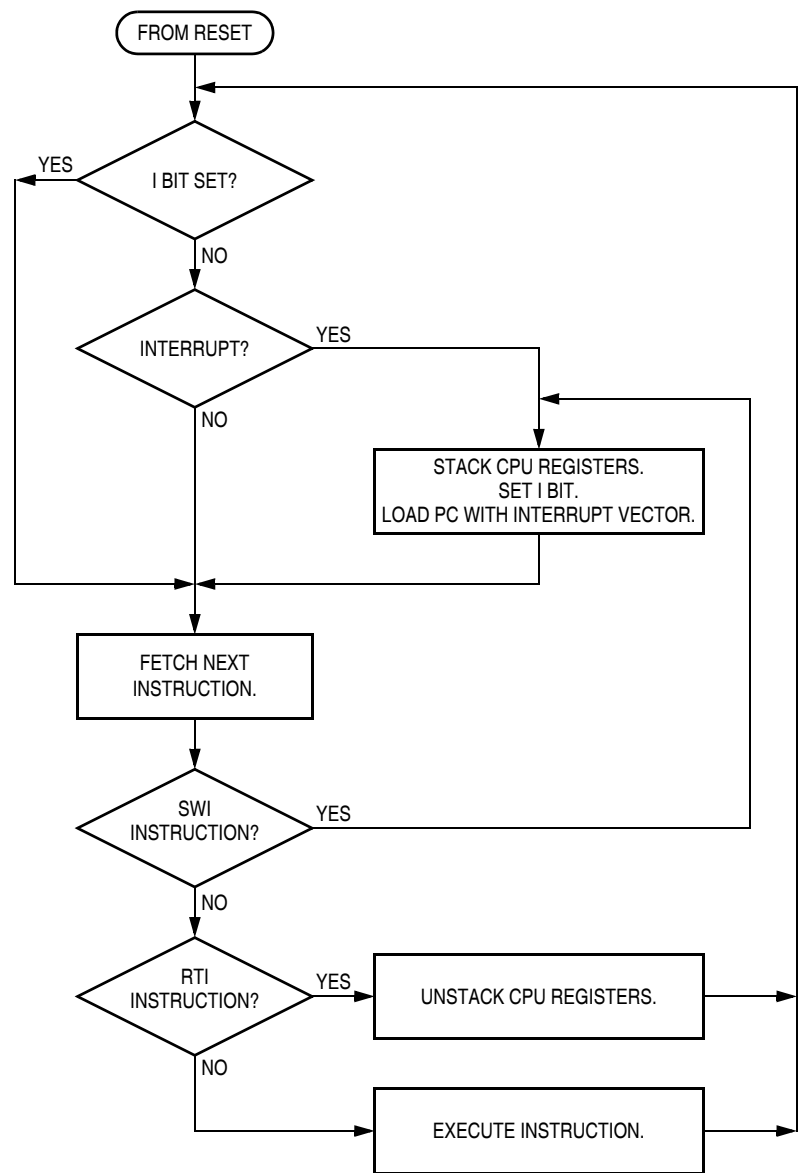 FROM RESET
YES
I BIT SET?
NO
INTERRUPT?
YES
NO
STACK CPU REGISTERS.
SET I BIT.
LOAD PC WITH INTERRUPT VECTOR.
FETCH NEXT
INSTRUCTION.
SWI
INSTRUCTION?
YES
NO
RTI
INSTRUCTION?
YES
UNSTACK CPU REGISTERS.
NO
EXECUTE INSTRUCTION.